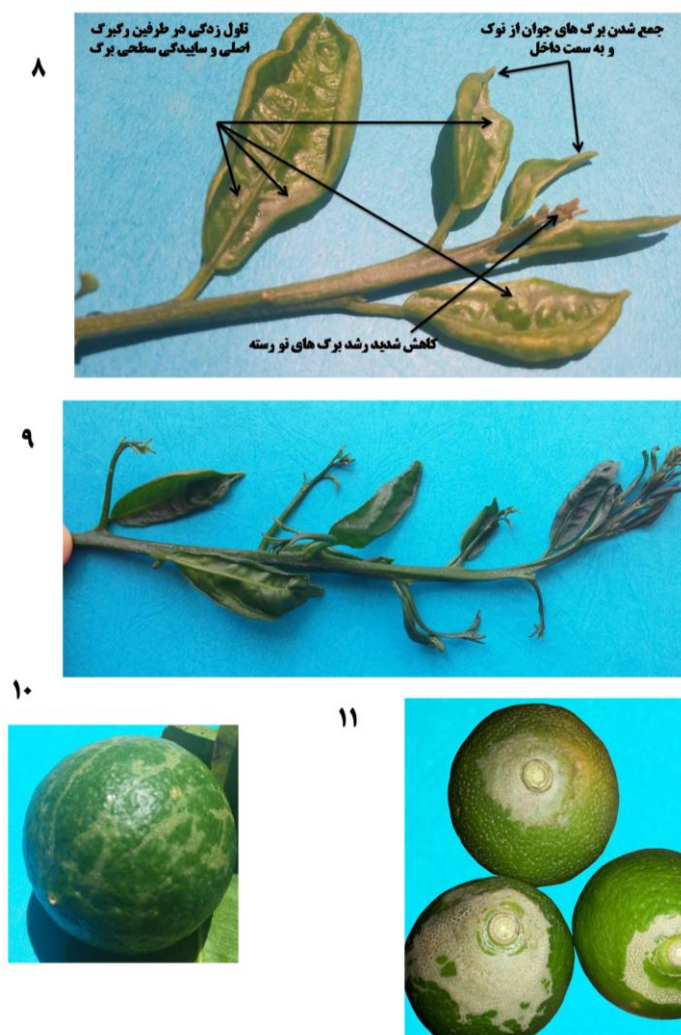 تاول زدگی در طرفین رگبرگ
اصلی و ساییدگی سطحی برگ
جمع شدن برگ های جوان از نوک
و به سمت داخل
۸
کاهش شدید رشد برگ های نو رسته
۹
۱۰
۱۱